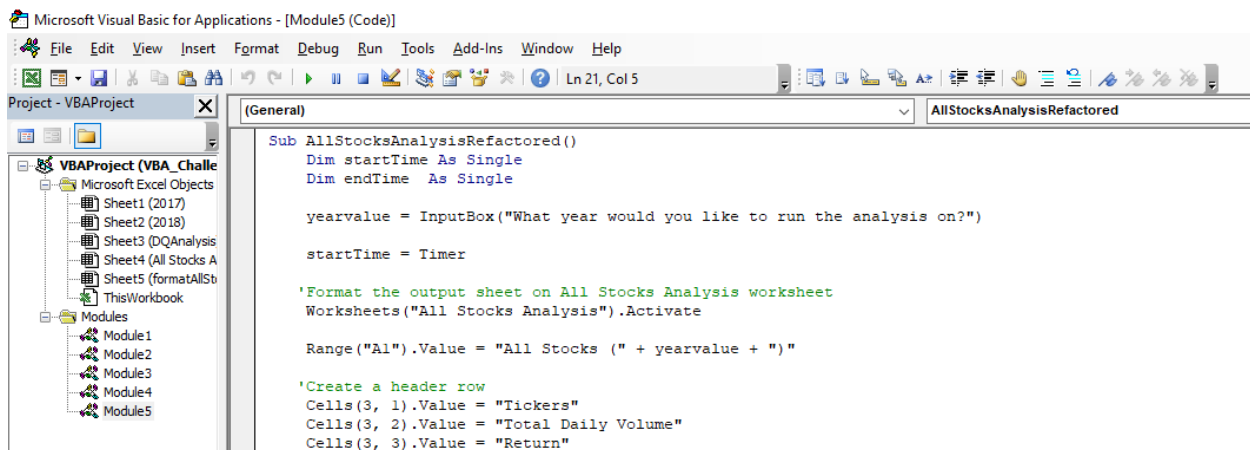 Microsoft Visual Basic for Applications - [Module5 (Code)]
File Edit View Insert Format Debug Run Tools Add-Ins Window Help
Ln 21, Col 5
Project - VBAProject
(General)
AllStocksAnalysisRefactored
VBAProject (VBA_Challe
Microsoft Excel Objects
Sheet1 (2017)
Sheet2 (2018)
Sheet3 (DQAnalysis
Sheet4 (All Stocks A
Sheet5 (formatAllSt
ThisWorkbook
Modules
Module1
Module2
Module3
Module4
Module5
Sub AllStocksAnalysisRefactored()
Dim startTime As Single
Dim endTime  As Single
yearvalue = InputBox("What year would you like to run the analysis on?")
startTime = Timer
'Format the output sheet on All Stocks Analysis worksheet
Worksheets("All Stocks Analysis").Activate
Range("A1").Value = "All Stocks (" + yearvalue + ")"
'Create a header row
Cells(3, 1).Value = "Tickers"
Cells(3, 2).Value = "Total Daily Volume"
Cells(3, 3).Value = "Return"